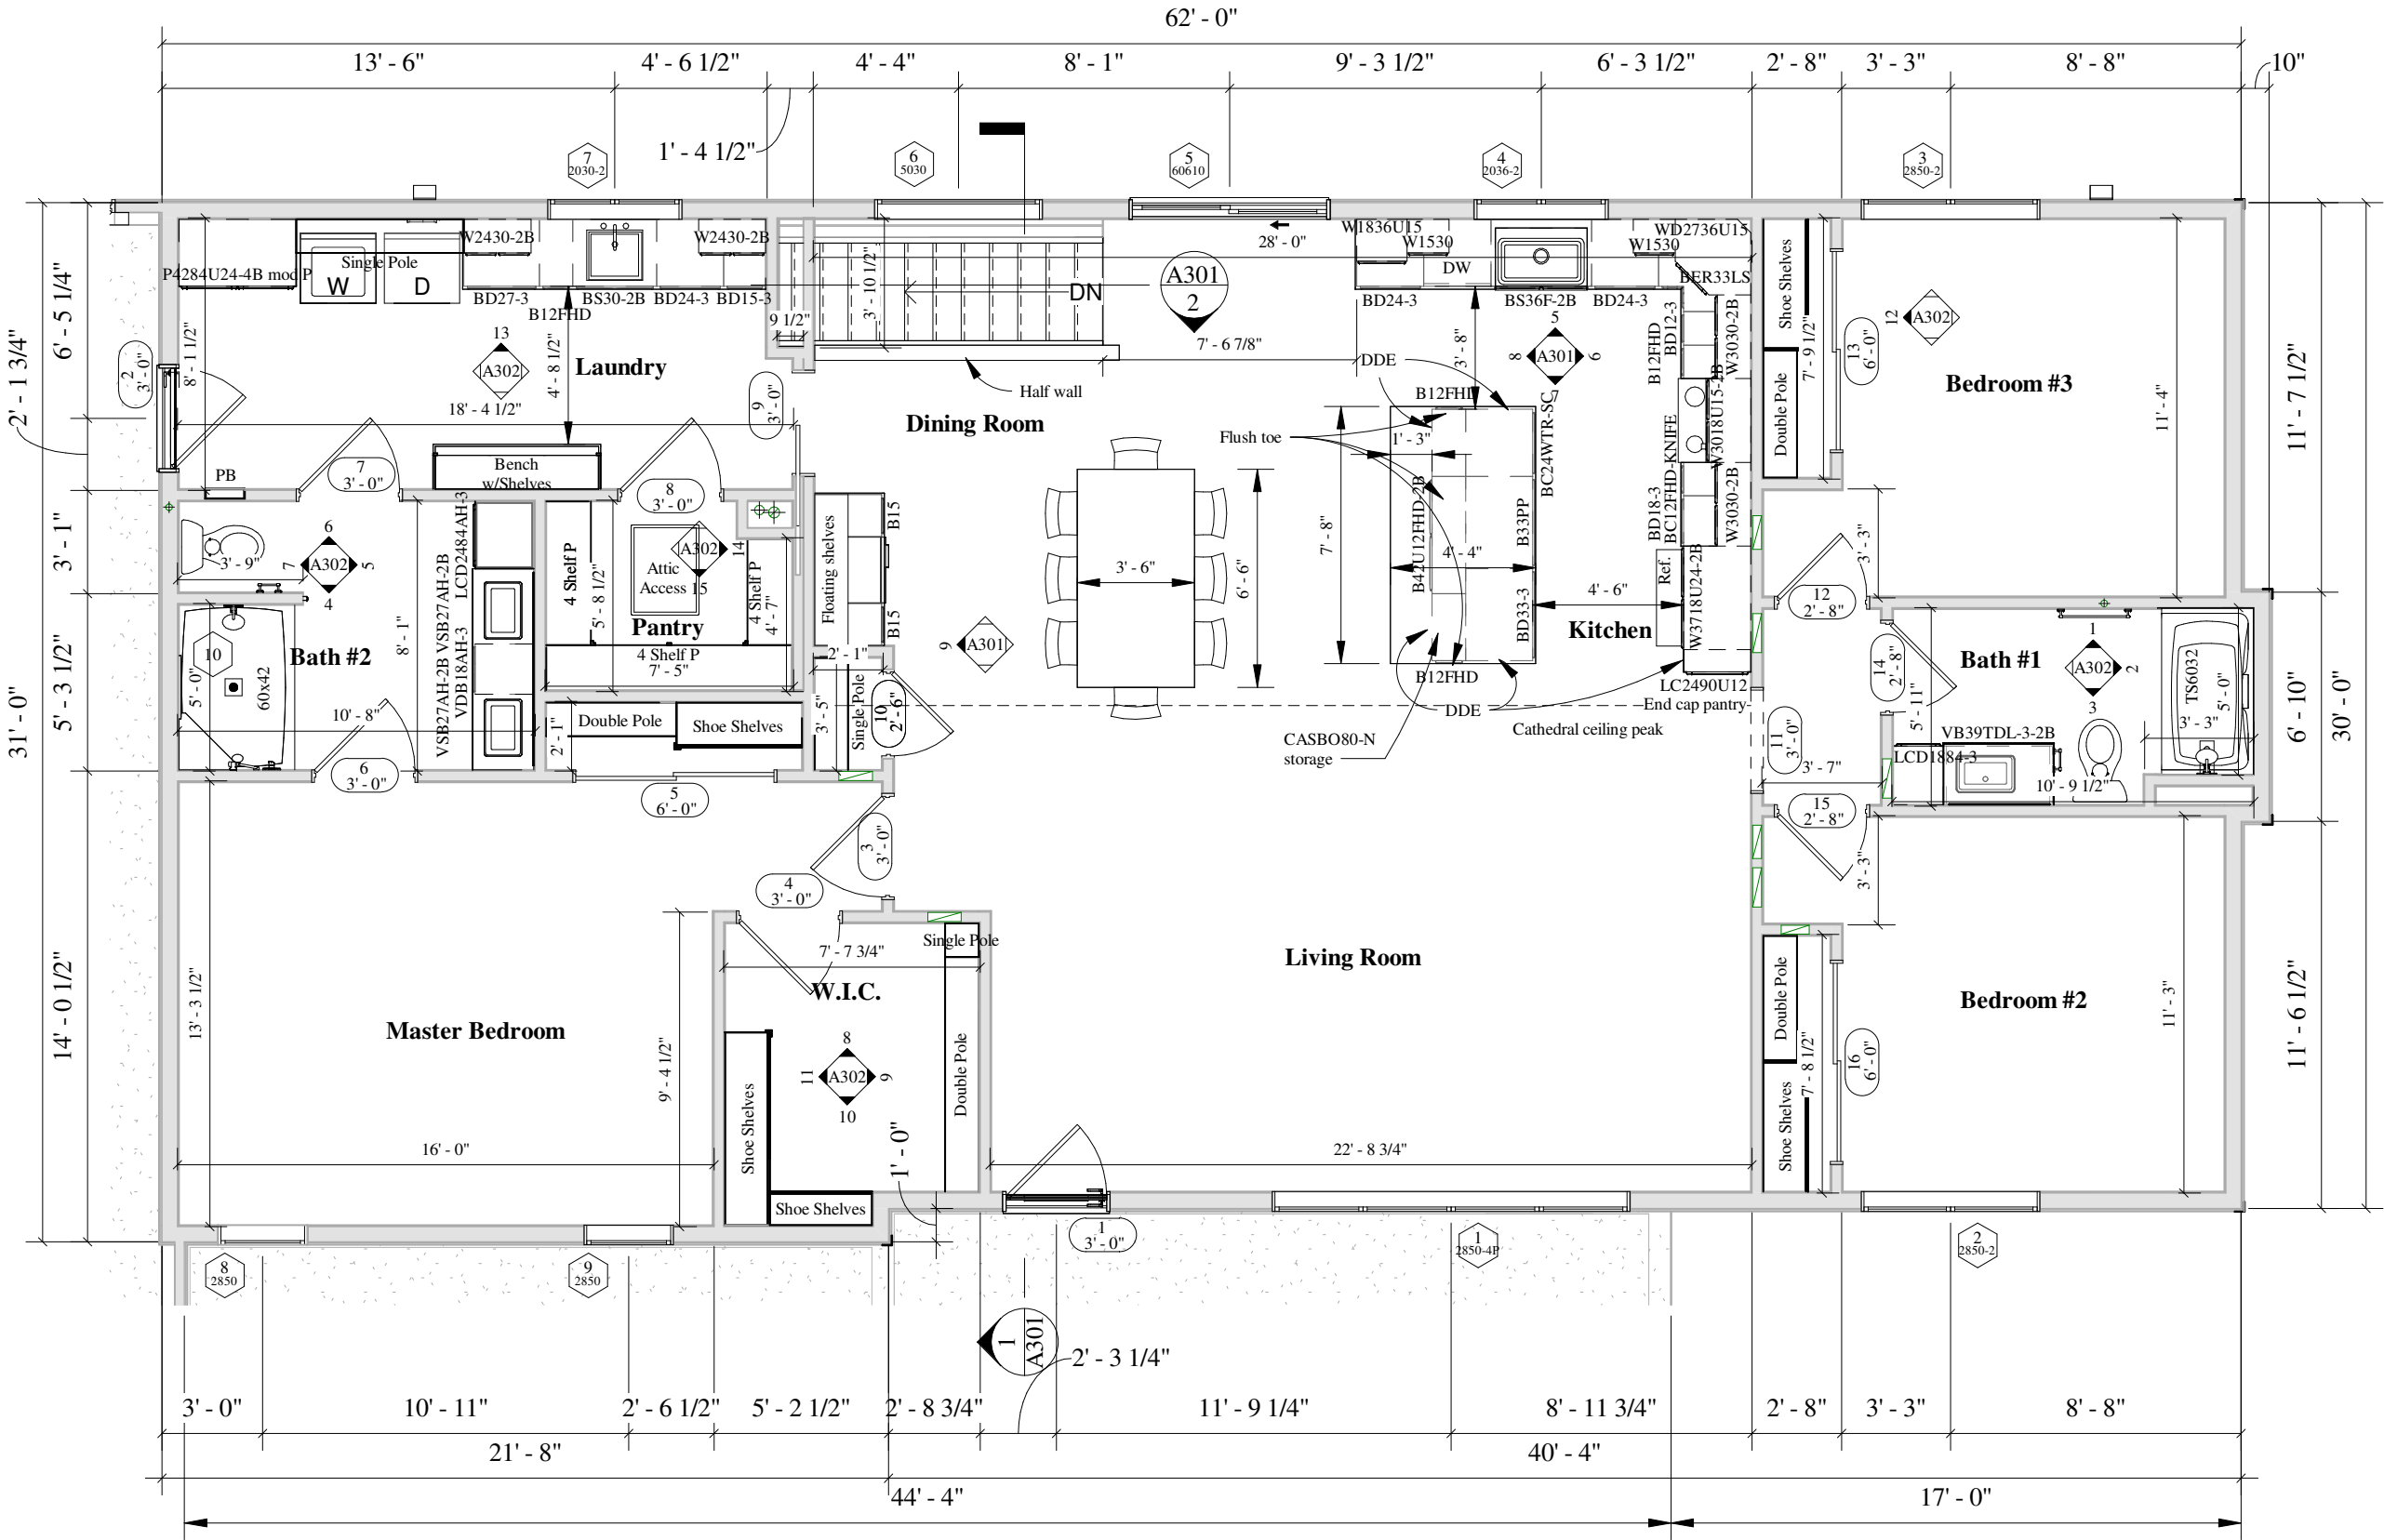 62' - 0"
13' - 6"
4' - 6 1/2"
4' - 4"
8' - 1"
9' - 3 1/2"
6' - 3 1/2"
2' - 8"
3' - 3"
8' - 8"
10"
1' - 4 1/2"
7
2030-2
6
5030
5
60610
4
2036-2
3
2850-2
31' - 0"
2' - 1 3/4"
6' - 5 1/4"
3' - 1"
5' - 3 1/2"
14' - 0 1/2"
P4284U24-4B mod P
W
D
Single Pole
W2430-2B
W2430-2B
BD27-3
B12FHD
BS30-2B
BD24-3
BD15-3
2
3' - 0"
8' - 1 1/2"
13
A302
4' - 8 1/2"
Laundry
18' - 4 1/2"
9
3' - 0"
9 1/2"
3' - 10 1/2"
DN
A301
2
28' - 0"
7' - 6 7/8"
Half wall
Dining Room
W1836U15
W1530
DW
W1530
WD2736U15
BER33LS
BD24-3
BS36F-2B
BD24-3
3' - 8"
5
8
A301
6
7
DDE
B12FHD
BD12-3
W3030-2B
B12FHD
BC24WTR-SC
W3018U15-2B
Flush toe
1' - 3"
7' - 8"
B42U12FHD-2B
4' - 4"
B33PP
BD33-3
B12FHD
BD18-3
BC12FHD-KNIFE
W3030-2B
Ref.
W3718U24-2B
4' - 6"
Kitchen
LC2490U12
End cap pantry
DDE
Cathedral ceiling peak
CASBO80-N
storage
Shoe Shelves
Double Pole
7' - 9 1/2"
13
6' - 0"
12
A302
Bedroom #3
11' - 4"
11' - 7 1/2"
6' - 10"
30' - 0"
11' - 6 1/2"
PB
7
3' - 0"
Bench
w/Shelves
8
3' - 0"
6
7
A302
5
4
3' - 9"
10
5' - 0"
60x42
Bath #2
8' - 1"
10' - 8"
LCD2484AH-3
VSB27AH-2B VSB27AH-2B
VDB18AH-3
4 Shelf P
5' - 8 1/2"
Attic
Access
A302
14
15
4 Shelf P
4' - 7"
Pantry
4 Shelf P
7' - 5"
Floating shelves
B15
B15
2' - 1"
3' - 5"
Single Pole
10
2' - 6"
9
A301
3' - 6"
6' - 6"
Double Pole
Shoe Shelves
2' - 1"
6
3' - 0"
5
6' - 0"
3
3' - 0"
4
3' - 0"
12
2' - 8"
3' - 3"
14
2' - 8"
5' - 11"
Bath #1
1
A302
2
3
TS6032
5' - 0"
3' - 3"
VB39TDL-3-2B
LCD1884-3
10' - 9 1/2"
11
3' - 0"
3' - 7"
15
2' - 8"
3' - 3"
13' - 3 1/2"
Master Bedroom
16' - 0"
9' - 4 1/2"
7' - 7 3/4"
Single Pole
W.I.C.
8
11
A302
9
10
Double Pole
Shoe Shelves
Shoe Shelves
1' - 0"
Living Room
22' - 8 3/4"
Double Pole
7' - 8 1/2"
Shoe Shelves
16
6' - 0"
Bedroom #2
11' - 3"
8
2850
9
2850
1
3' - 0"
1
2850-4P
2
2850-2
1
A301
2' - 3 1/4"
3' - 0"
10' - 11"
2' - 6 1/2"
5' - 2 1/2"
2' - 8 3/4"
11' - 9 1/4"
8' - 11 3/4"
2' - 8"
3' - 3"
8' - 8"
21' - 8"
40' - 4"
44' - 4"
17' - 0"